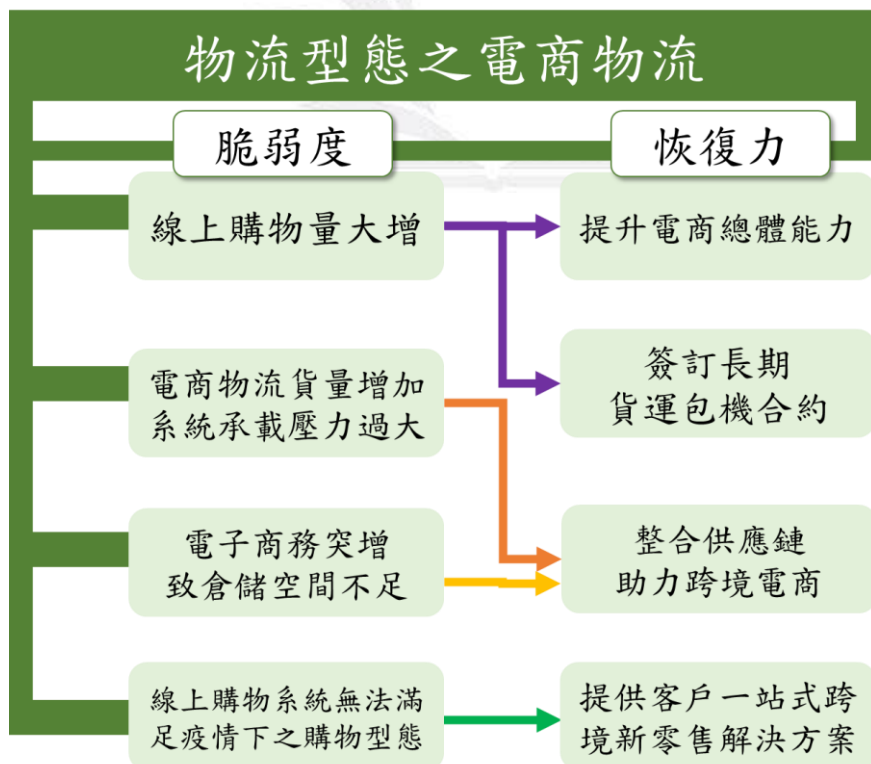 物流型態之電商物流
脆弱度
恢復力
線上購物量大增
提升電商總體能力
簽訂長期
貨運包機合約
電商物流貨量增加
系統承載壓力過大
電子商務突增
致倉儲空間不足
整合供應鏈
助力跨境電商
線上購物系統無法滿
足疫情下之購物型態
提供客戶一站式跨
境新零售解決方案